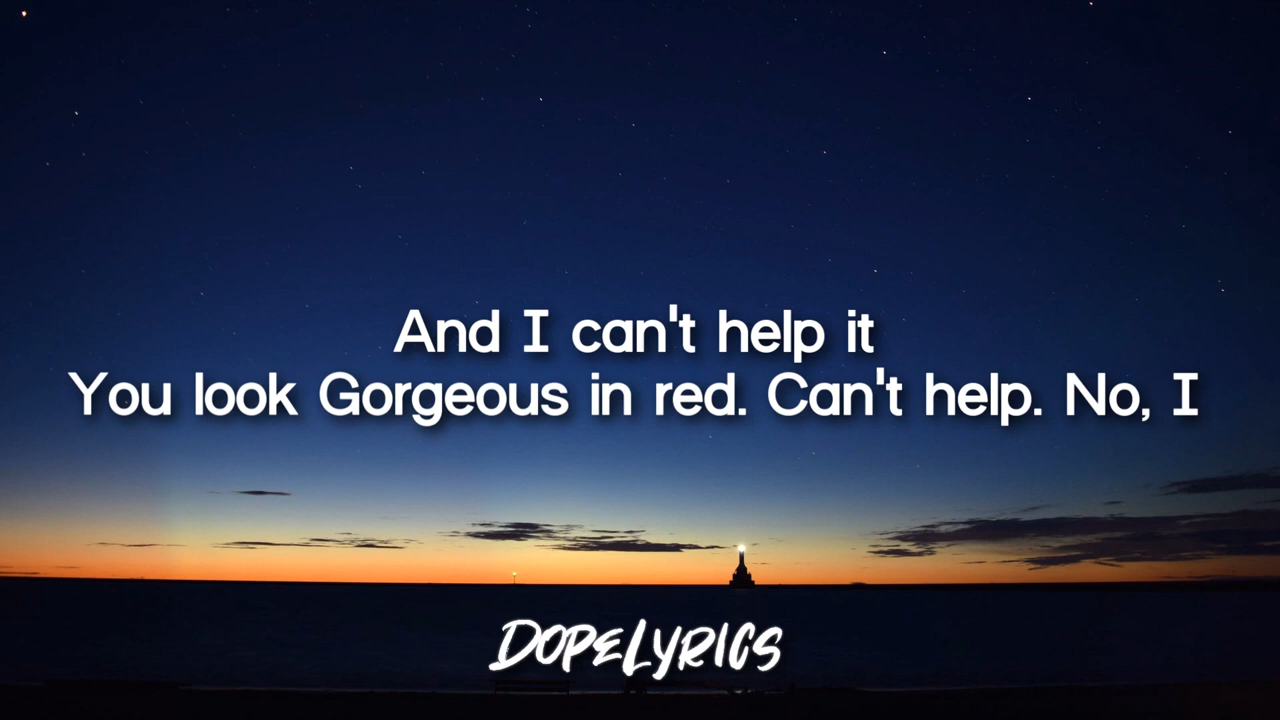 And I can't help it
You look Gorgeous in red. Can't help. No, I
DOPELYRICS